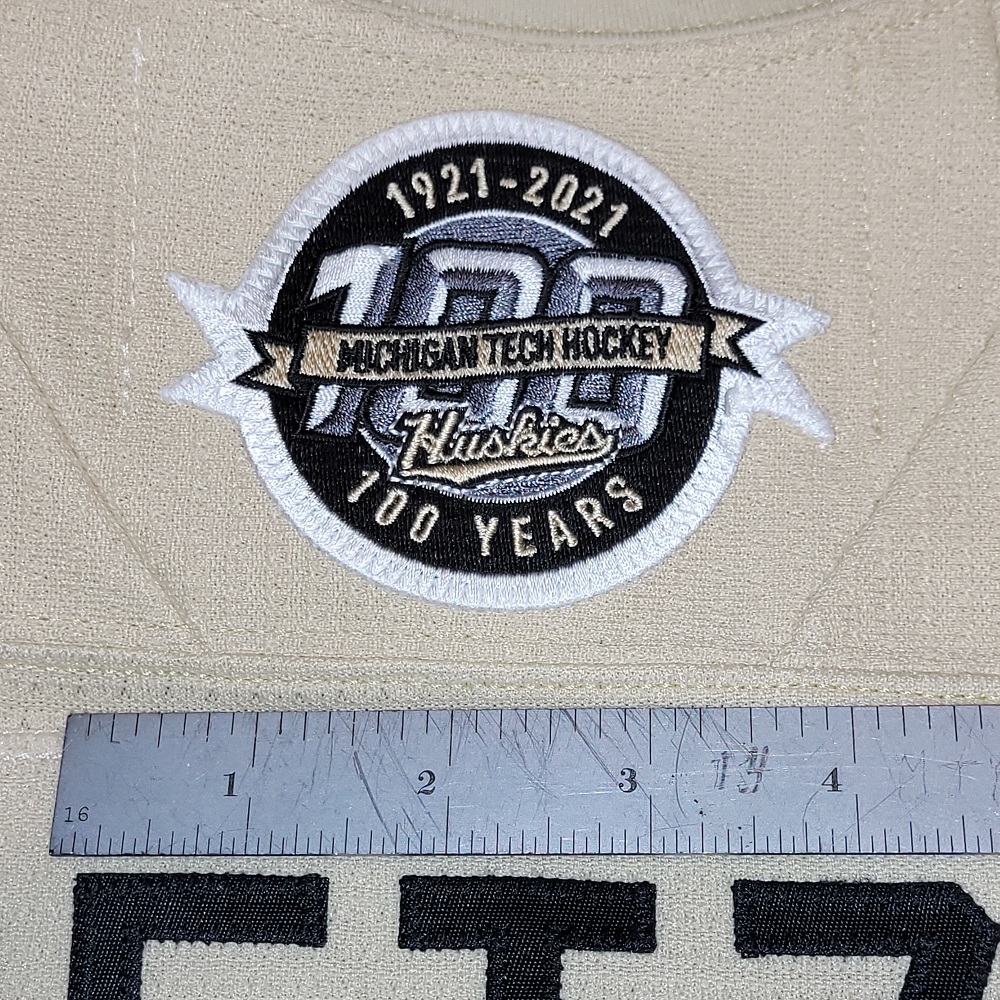 1921-2021
100
MICHIGAN TECH HOCKEY
Huskies
100 YEARS
1 2 3 4
16